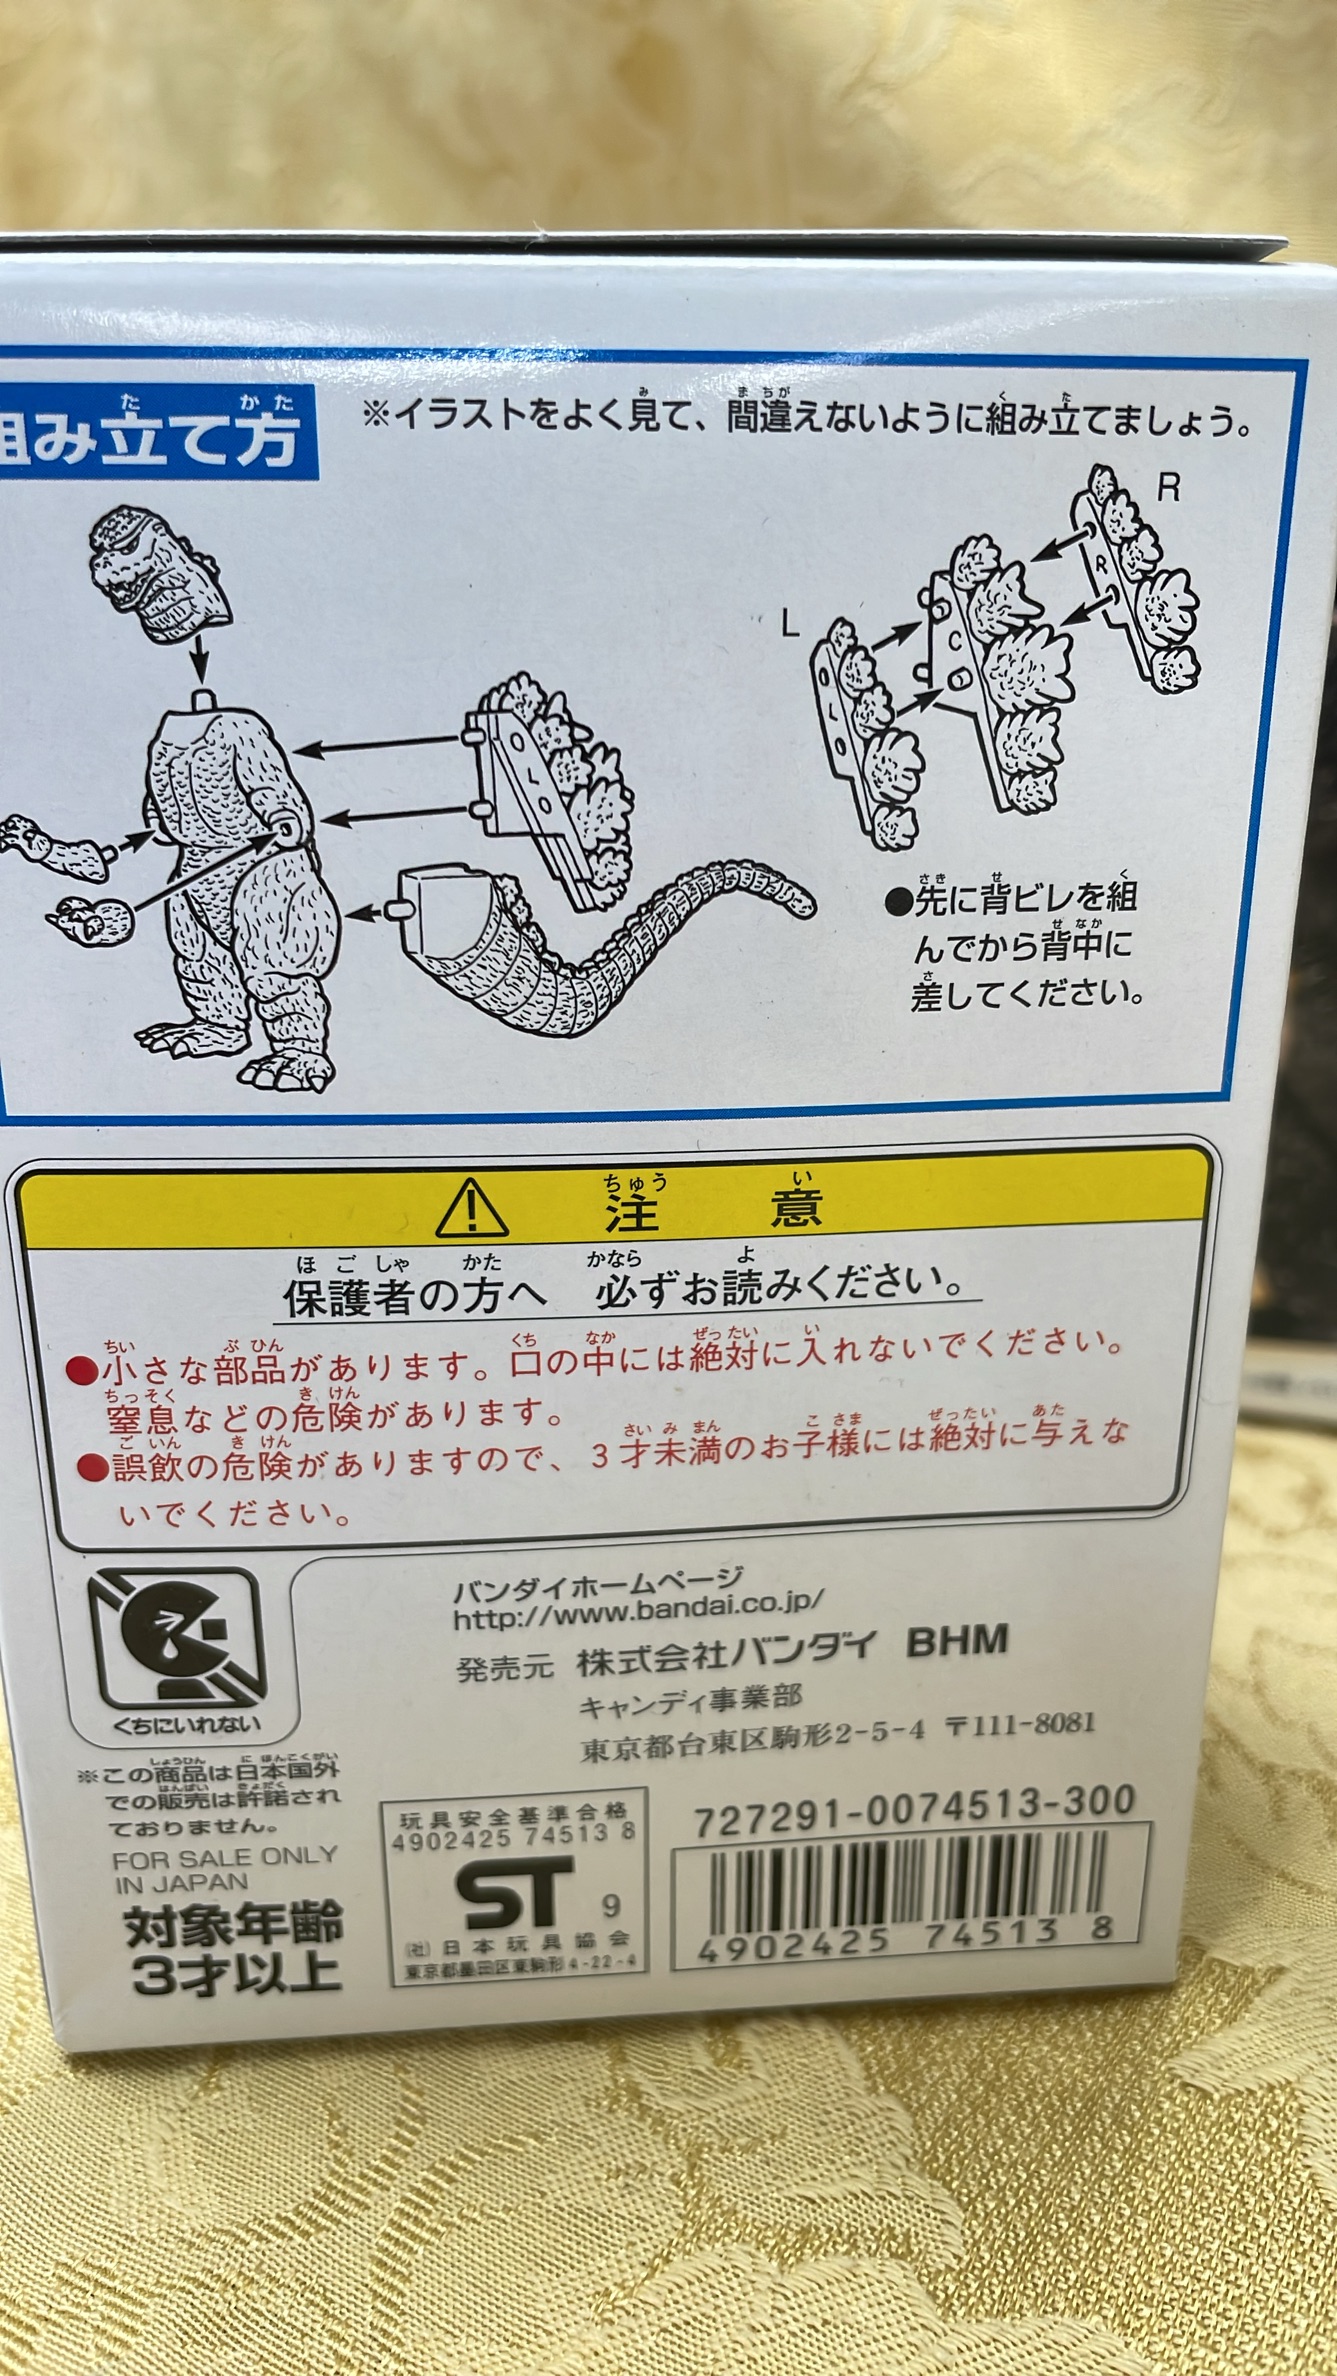 組み立て方
※イラストをよく見て、間違えないように組み立てましょう。
R
L
R
C
L
L
●先に背ビレを組
んでから背中に
差してください。
注意
保護者の方へ 必ずお読みください。
●小さな部品があります。口の中には絶対に入れないでください。
窒息などの危険があります。
●誤飲の危険がありますので、3才未満のお子様には絶対に与えな
いでください。
くちにいれない
バンダイホームページ
http://www.bandai.co.jp/
発売元 株式会社バンダイ BHM
キャンディ事業部
東京都台東区駒形2-5-4 〒111-8081
※この商品は日本国外
での販売は許諾され
ておりません。
FOR SALE ONLY
IN JAPAN
対象年齢
3才以上
玩具安全基準合格
4902425 74513 8
ST 9
(社)日本玩具協会
東京都墨田区東駒形4-22-4
727291-0074513-300
4902425 74513 8